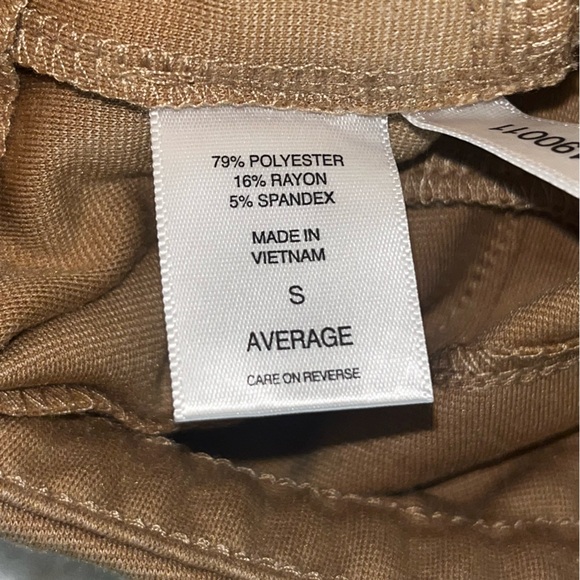 79% POLYESTER
16% RAYON
5% SPANDEX
MADE IN
VIETNAM
S
AVERAGE
CARE ON REVERSE